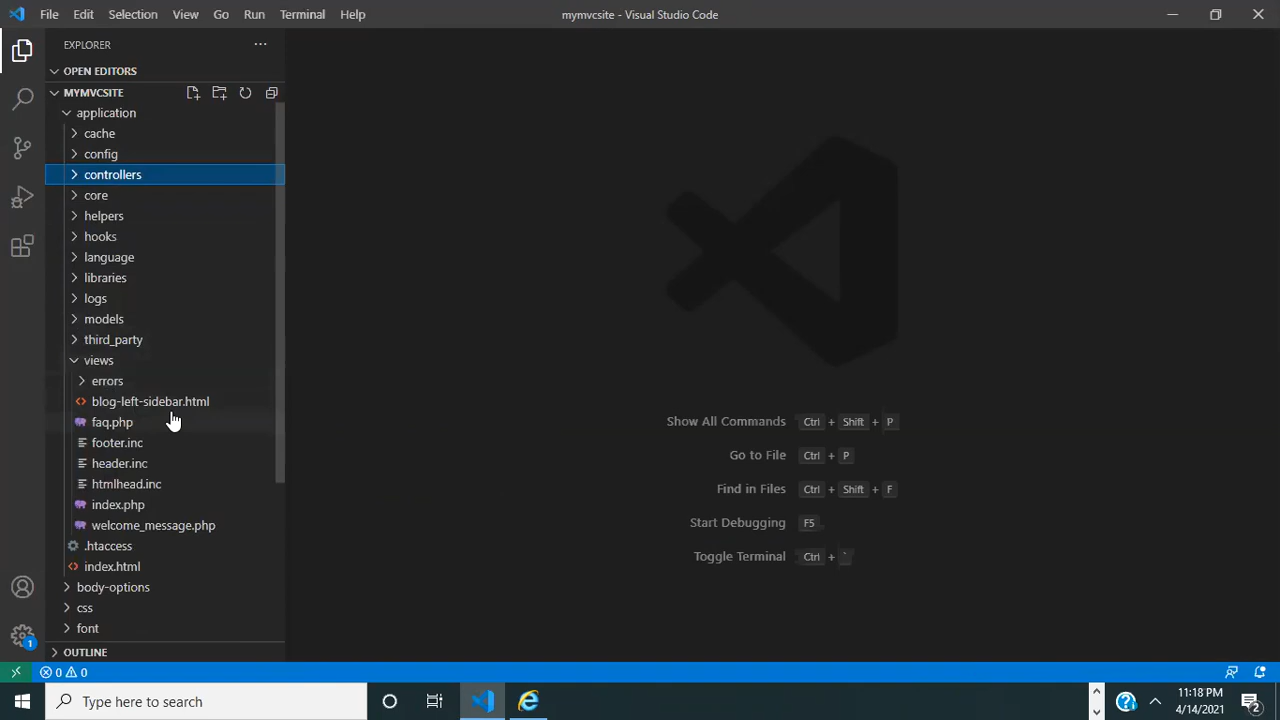 File Edit Selection View Go Run Terminal Help
mymvcsite - Visual Studio Code
EXPLORER
OPEN EDITORS
MYMVCSITE
application
cache
config
controllers
core
helpers
hooks
language
libraries
logs
models
third_party
views
errors
blog-left-sidebar.html
faq.php
footer.inc
header.inc
htmlhead.inc
index.php
welcome_message.php
.htaccess
index.html
body-options
css
font
OUTLINE
Show All Commands Ctrl + Shift + P
Go to File Ctrl + P
Find in Files Ctrl + Shift + F
Start Debugging F5
Toggle Terminal Ctrl + `
1
0 0
Type here to search
11:18 PM
4/14/2021
2